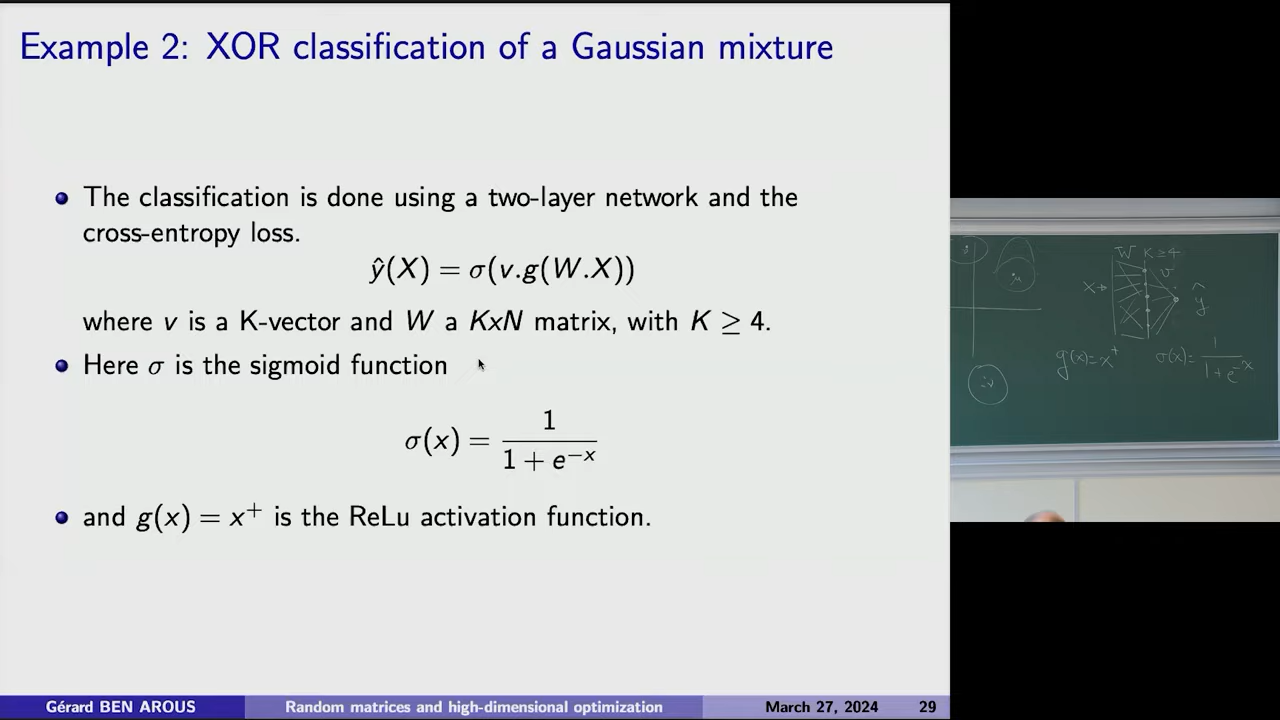 Example 2: XOR classification of a Gaussian mixture
The classification is done using a two-layer network and the
cross-entropy loss.
ŷ(X) = σ(v.g(W.X))
where v is a K-vector and W a KxN matrix, with K ≥ 4.
Here σ is the sigmoid function
σ(x) = 1 / (1 + e^{-x})
and g(x) = x⁺ is the ReLu activation function.
Gérard BEN AROUS Random matrices and high-dimensional optimization March 27, 2024 29
W K≥4
v
X
ŷ
g(x)=x⁺ σ(x)= 1 / (1+e^{-x})